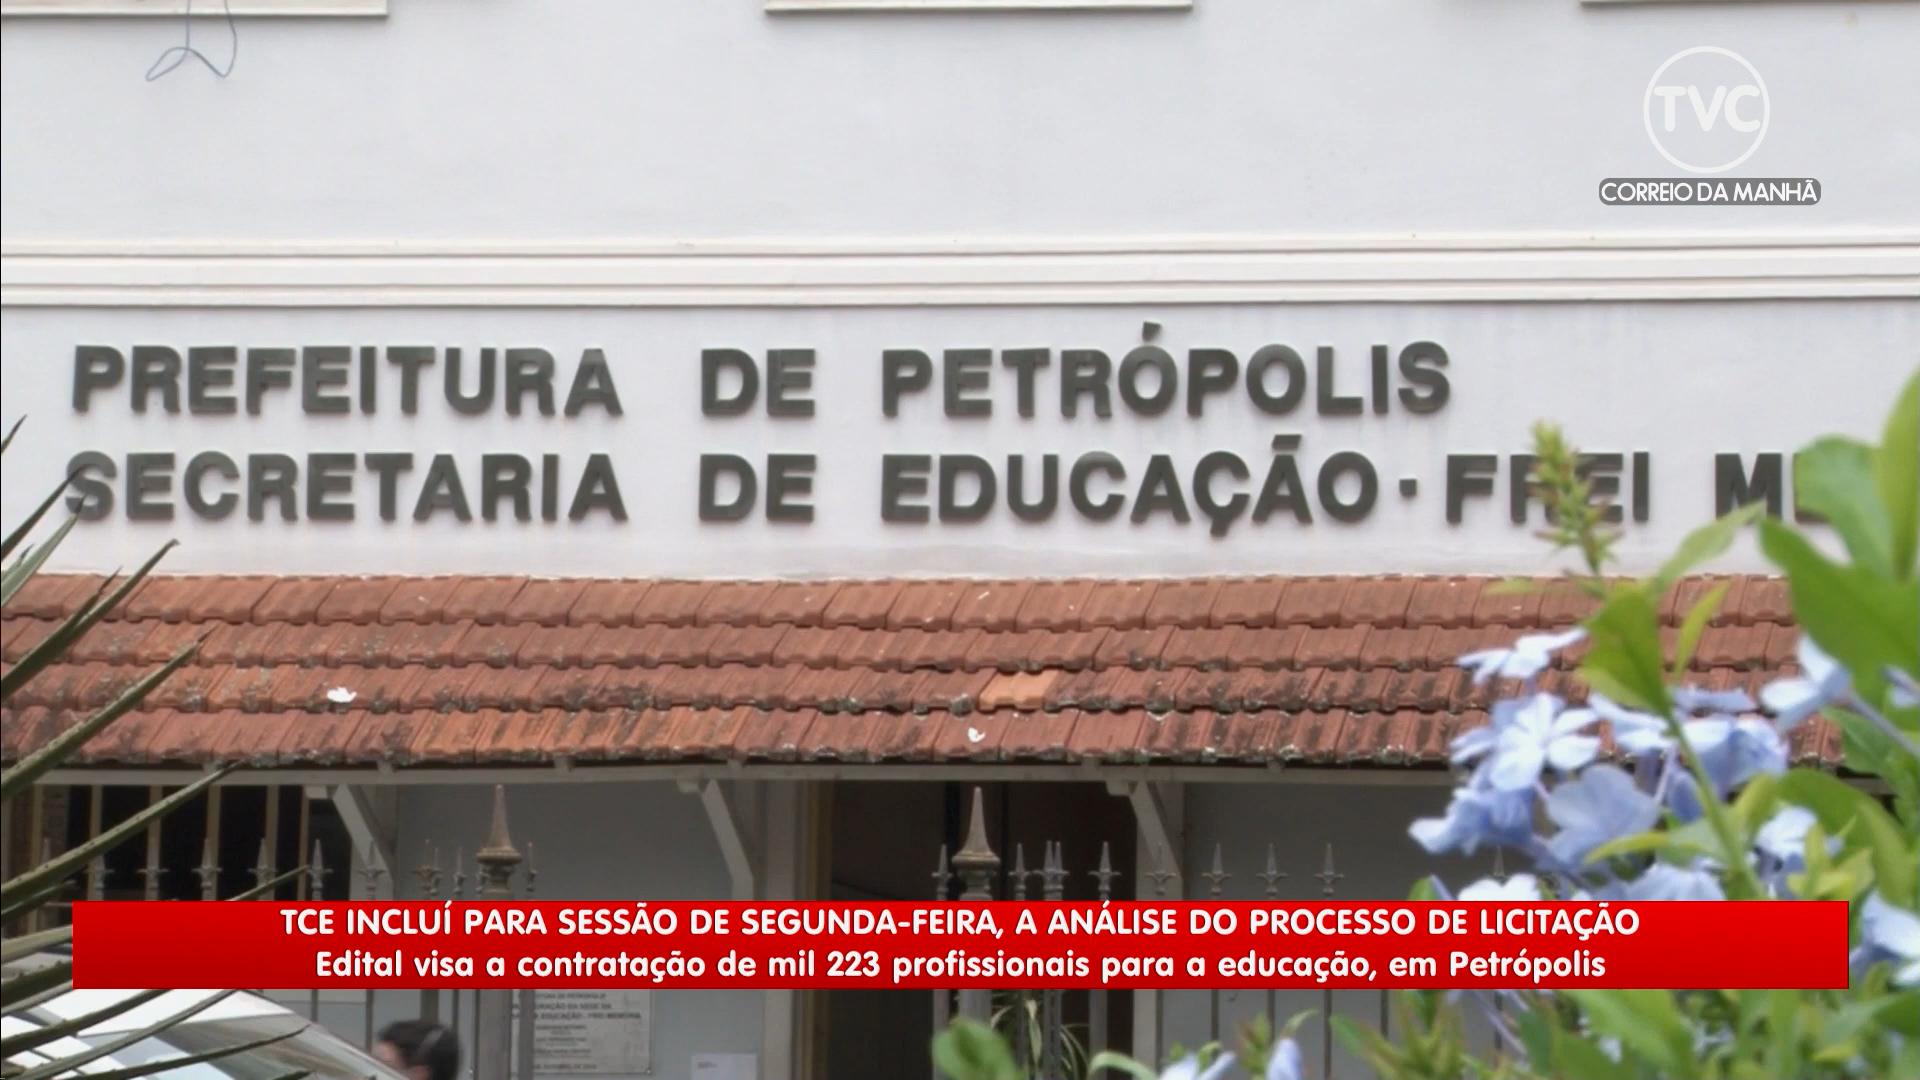 TVC
CORREIO DA MANHÃ
PREFEITURA DE PETRÓPOLIS
SECRETARIA DE EDUCAÇÃO · FREI
TCE INCLUÍ PARA SESSÃO DE SEGUNDA-FEIRA, A ANÁLISE DO PROCESSO DE LICITAÇÃO
Edital visa a contratação de mil 223 profissionais para a educação, em Petrópolis